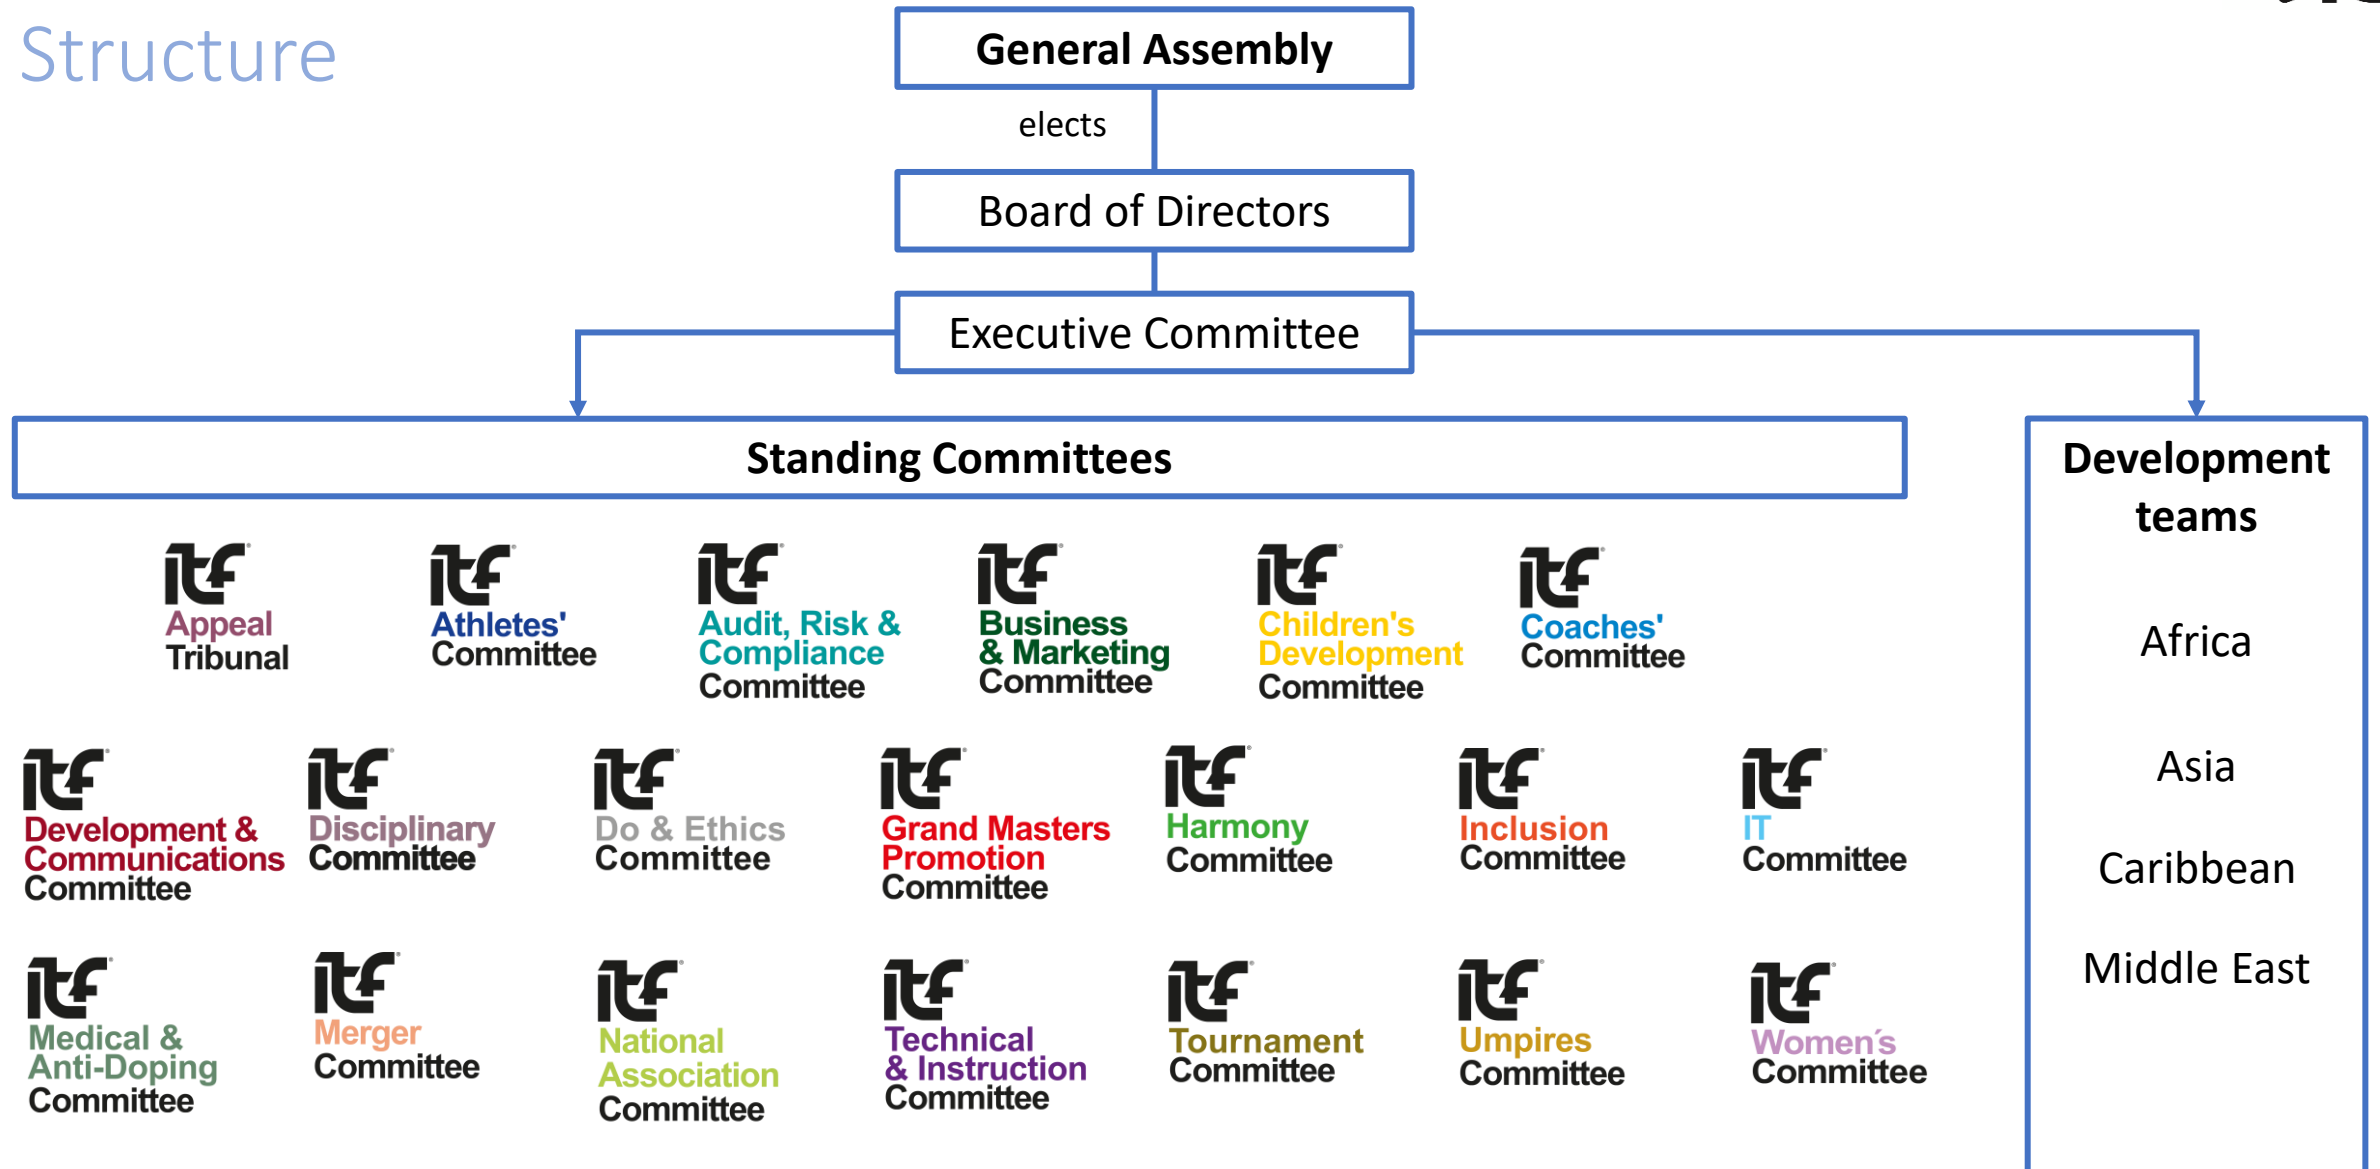 Structure
General Assembly
elects
Board of Directors
Executive Committee
Standing Committees
Development
teams
Africa
Asia
Caribbean
Middle East
itf
Appeal
Tribunal
itf
Athletes'
Committee
itf
Audit, Risk &
Compliance
Committee
itf
Business
& Marketing
Committee
itf
Children's
Development
Committee
itf
Coaches'
Committee
itf
Development &
Communications
Committee
itf
Disciplinary
Committee
itf
Do & Ethics
Committee
itf
Grand Masters
Promotion
Committee
itf
Harmony
Committee
itf
Inclusion
Committee
itf
IT
Committee
itf
Medical &
Anti-Doping
Committee
itf
Merger
Committee
itf
National
Association
Committee
itf
Technical
& Instruction
Committee
itf
Tournament
Committee
itf
Umpires
Committee
itf
Women´s
Committee